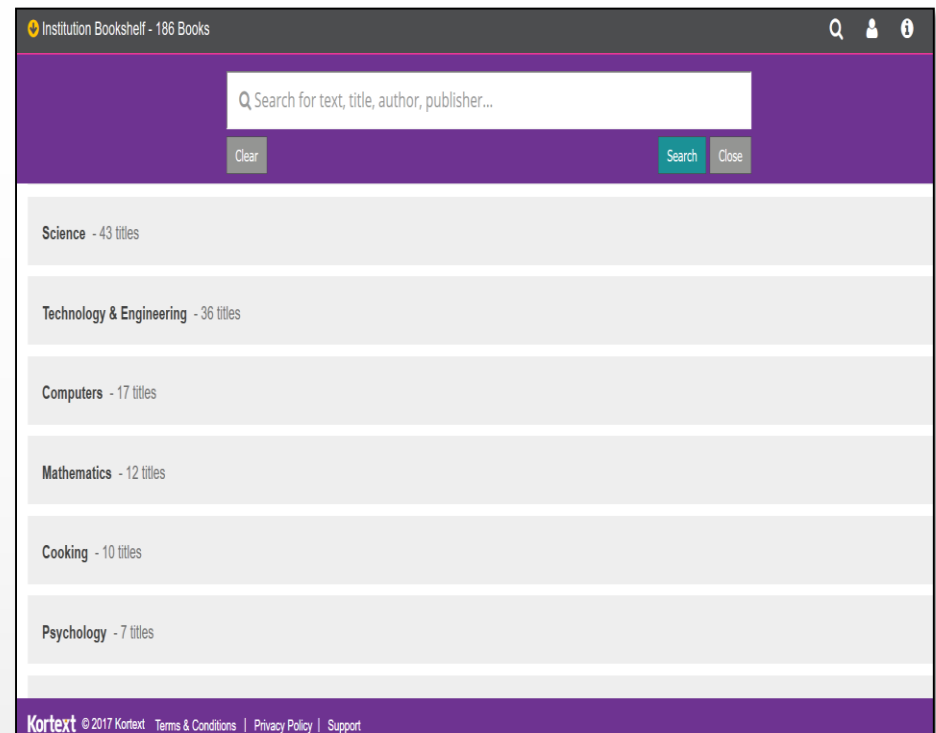 Institution Bookshelf - 186 Books
Search for text, title, author, publisher...
Clear Search Close
Science - 43 titles
Technology & Engineering - 36 titles
Computers - 17 titles
Mathematics - 12 titles
Cooking - 10 titles
Psychology - 7 titles
Kortext © 2017 Kortext Terms & Conditions | Privacy Policy | Support